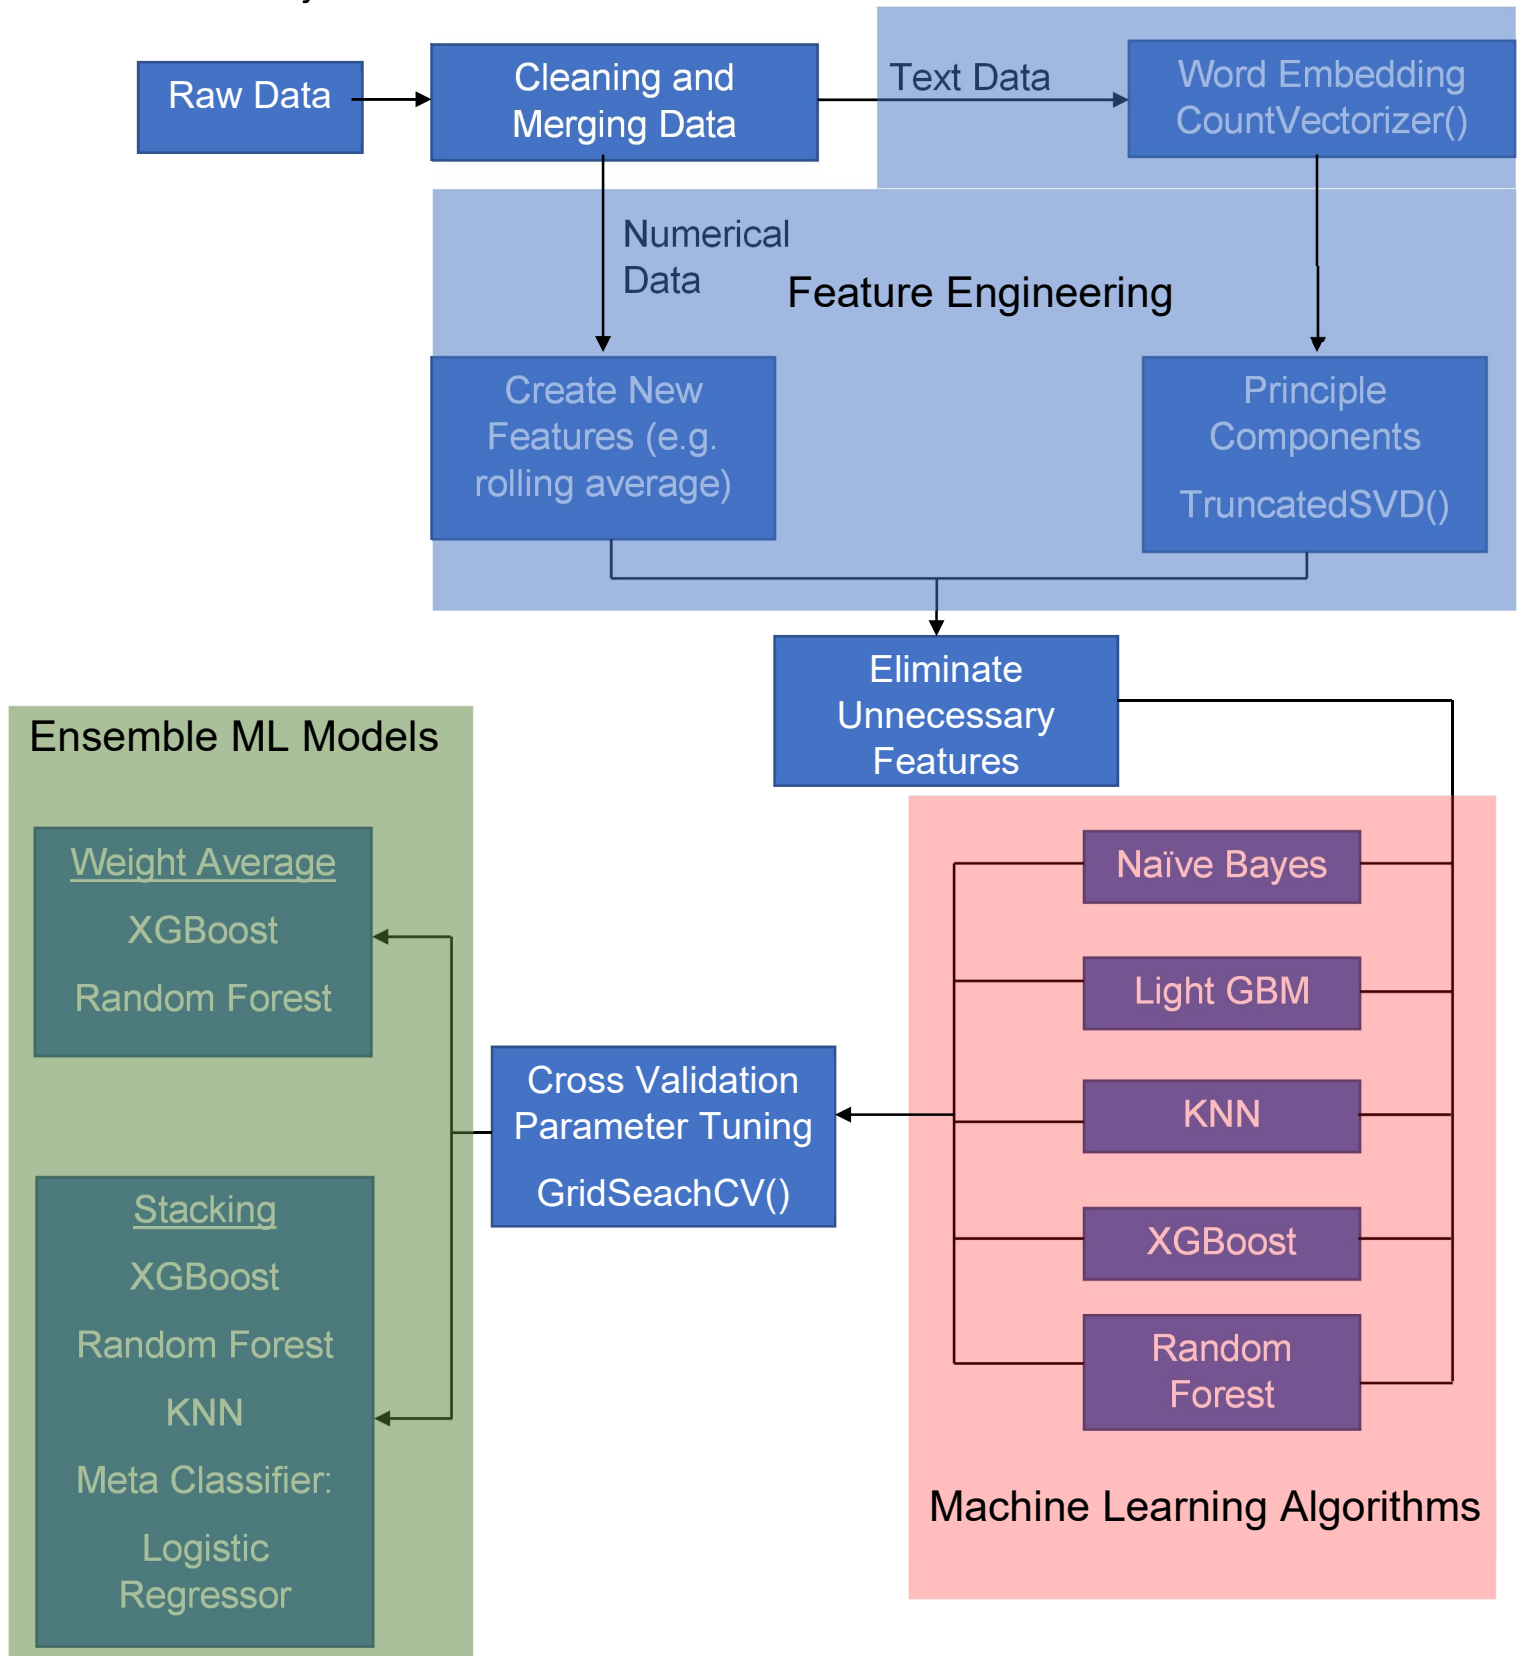 Raw Data
Cleaning and
Merging Data
Text Data
Word Embedding
CountVectorizer()
Numerical
Data
Feature Engineering
Create New
Features (e.g.
rolling average)
Principle
Components
TruncatedSVD()
Eliminate
Unnecessary
Features
Ensemble ML Models
Weight Average
XGBoost
Random Forest
Stacking
XGBoost
Random Forest
KNN
Meta Classifier:
Logistic
Regressor
Cross Validation
Parameter Tuning
GridSeachCV()
Naïve Bayes
Light GBM
KNN
XGBoost
Random
Forest
Machine Learning Algorithms